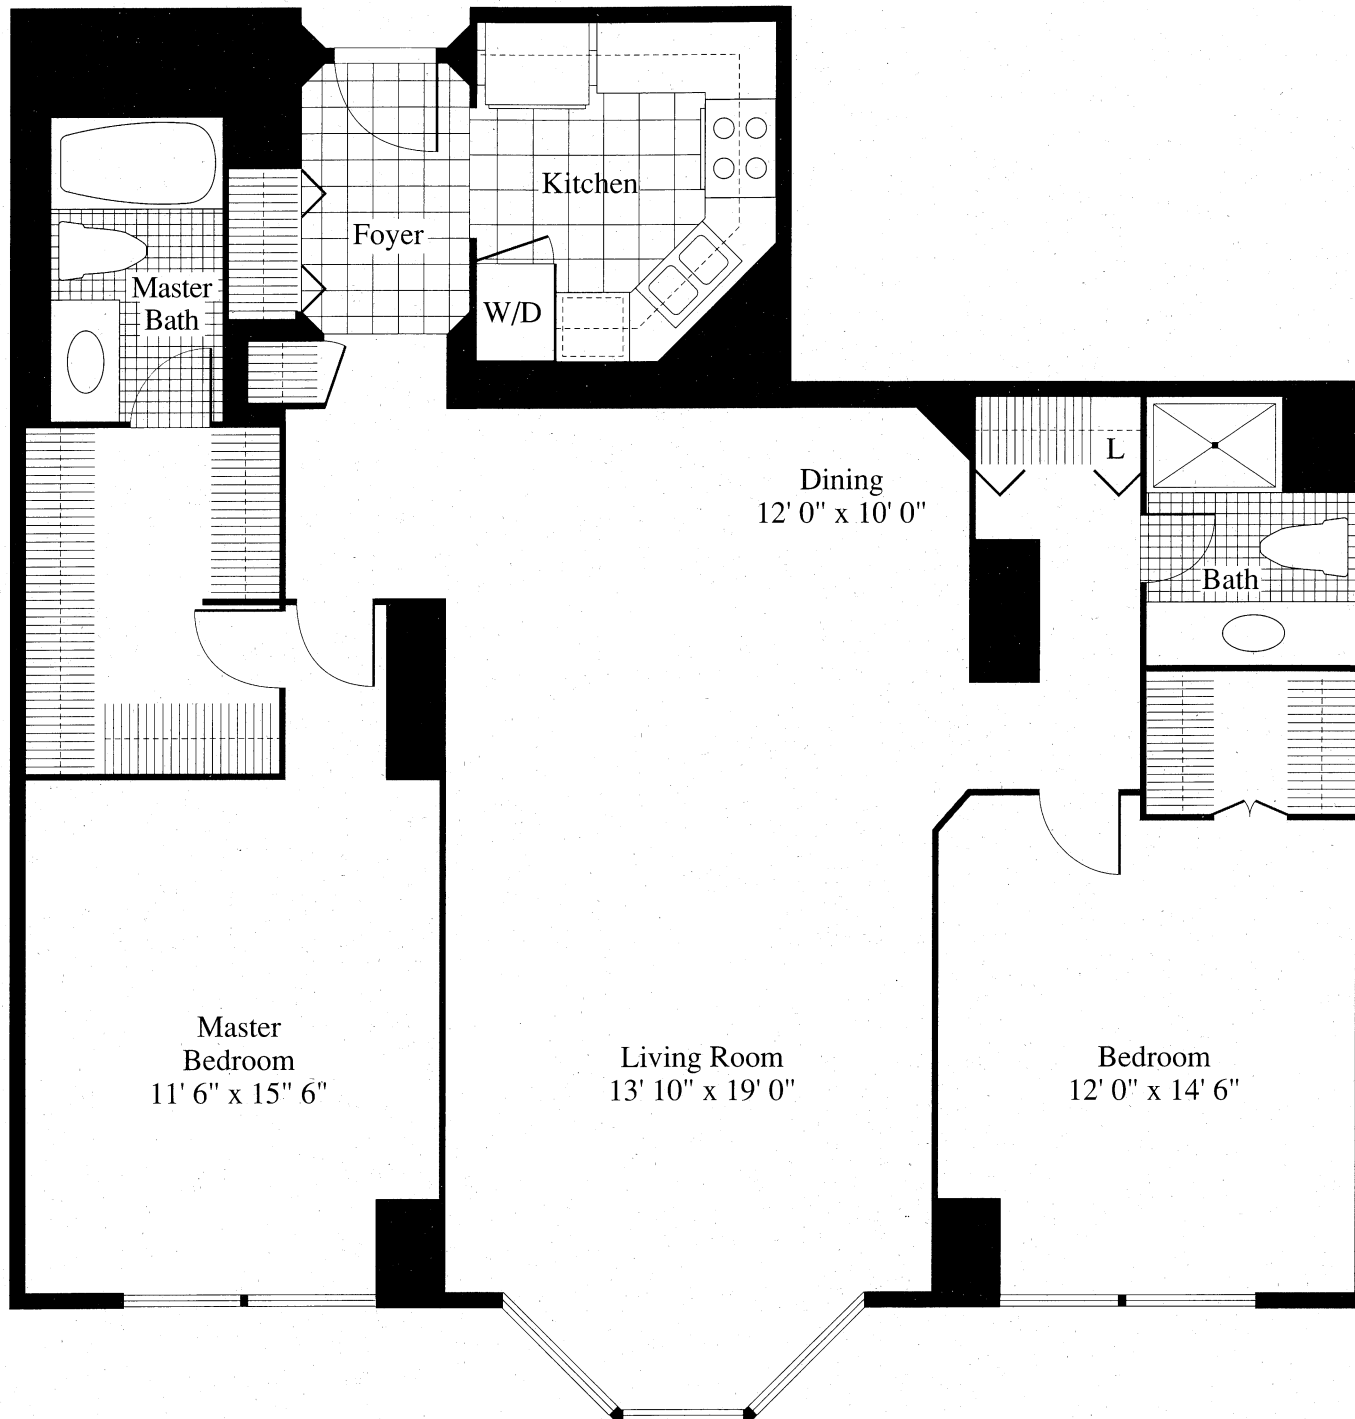 Kitchen
Foyer
Master
Bath
W/D
L
Dining
12' 0" x 10' 0"
Bath
Master
Bedroom
11' 6" x 15" 6"
Living Room
13' 10" x 19' 0"
Bedroom
12' 0" x 14' 6"